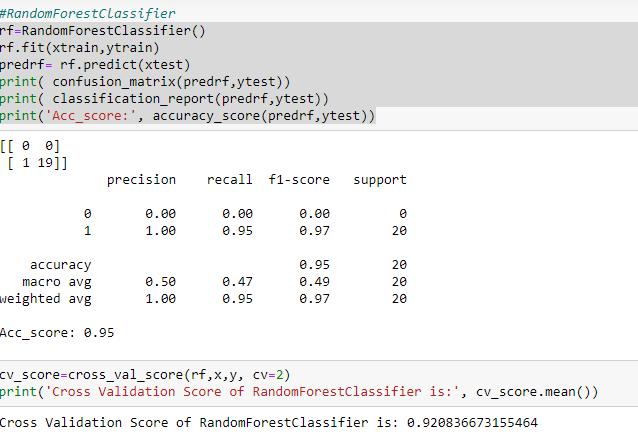 #RandomForestClassifier
rf=RandomForestClassifier()
rf.fit(xtrain,ytrain)
predrf= rf.predict(xtest)
print( confusion_matrix(predrf,ytest))
print( classification_report(predrf,ytest))
print('Acc_score:', accuracy_score(predrf,ytest))
[[ 0 0]
[ 1 19]]
precision recall f1-score support
0 0.00 0.00 0.00 0
1 1.00 0.95 0.97 20
accuracy 0.95 20
macro avg 0.50 0.47 0.49 20
weighted avg 1.00 0.95 0.97 20
Acc_score: 0.95
cv_score=cross_val_score(rf,x,y, cv=2)
print('Cross Validation Score of RandomForestClassifier is:', cv_score.mean())
Cross Validation Score of RandomForestClassifier is: 0.920836673155464